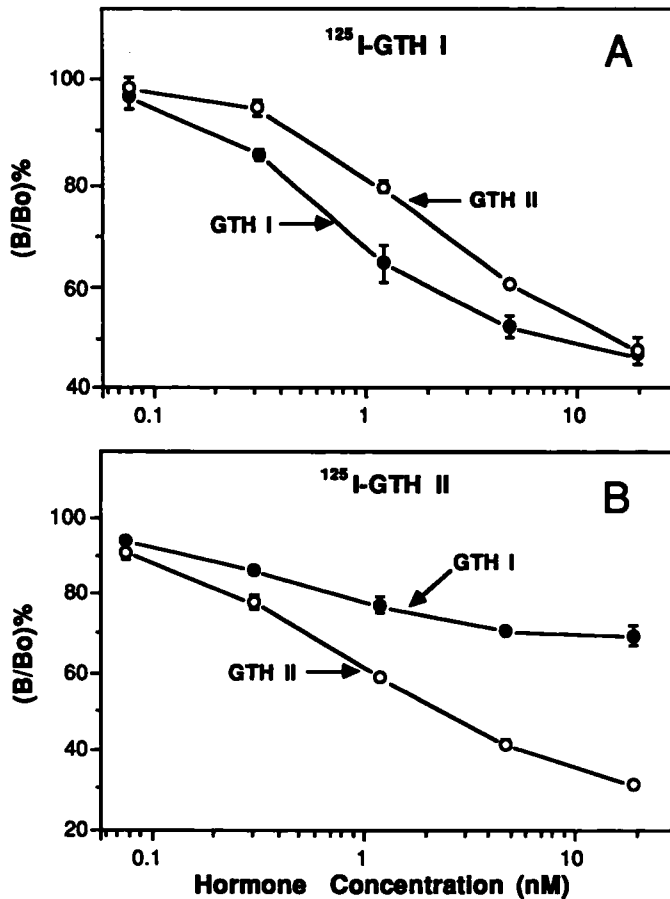 125I-GTH I
A
100
80
60
40
(B/Bo)%
GTH II
GTH I
0.1
1
10
125I-GTH II
B
100
80
60
40
20
(B/Bo)%
GTH I
GTH II
0.1
1
10
Hormone Concentration (nM)